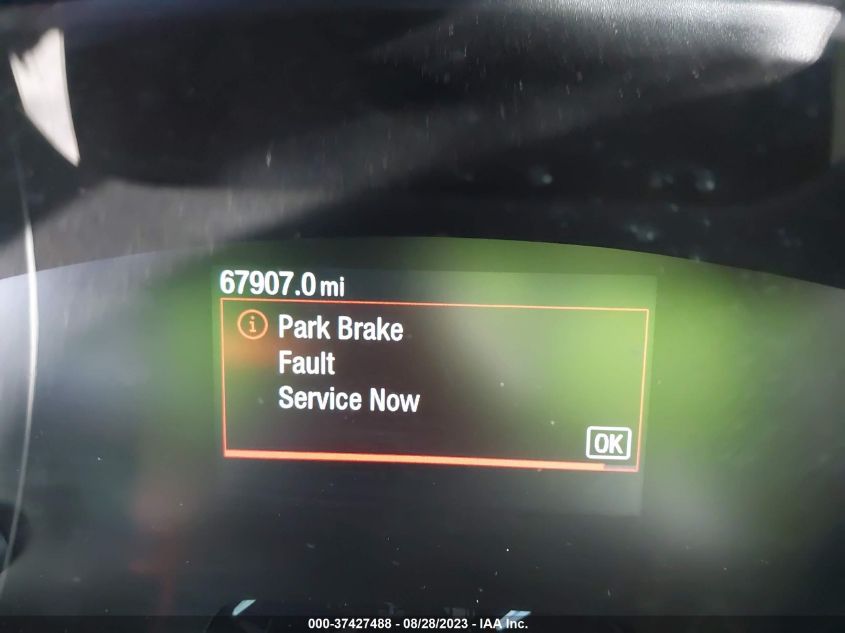 67907.0 mi
Park Brake
Fault
Service Now
OK
000-37427488 - 08/28/2023 - IAA Inc.